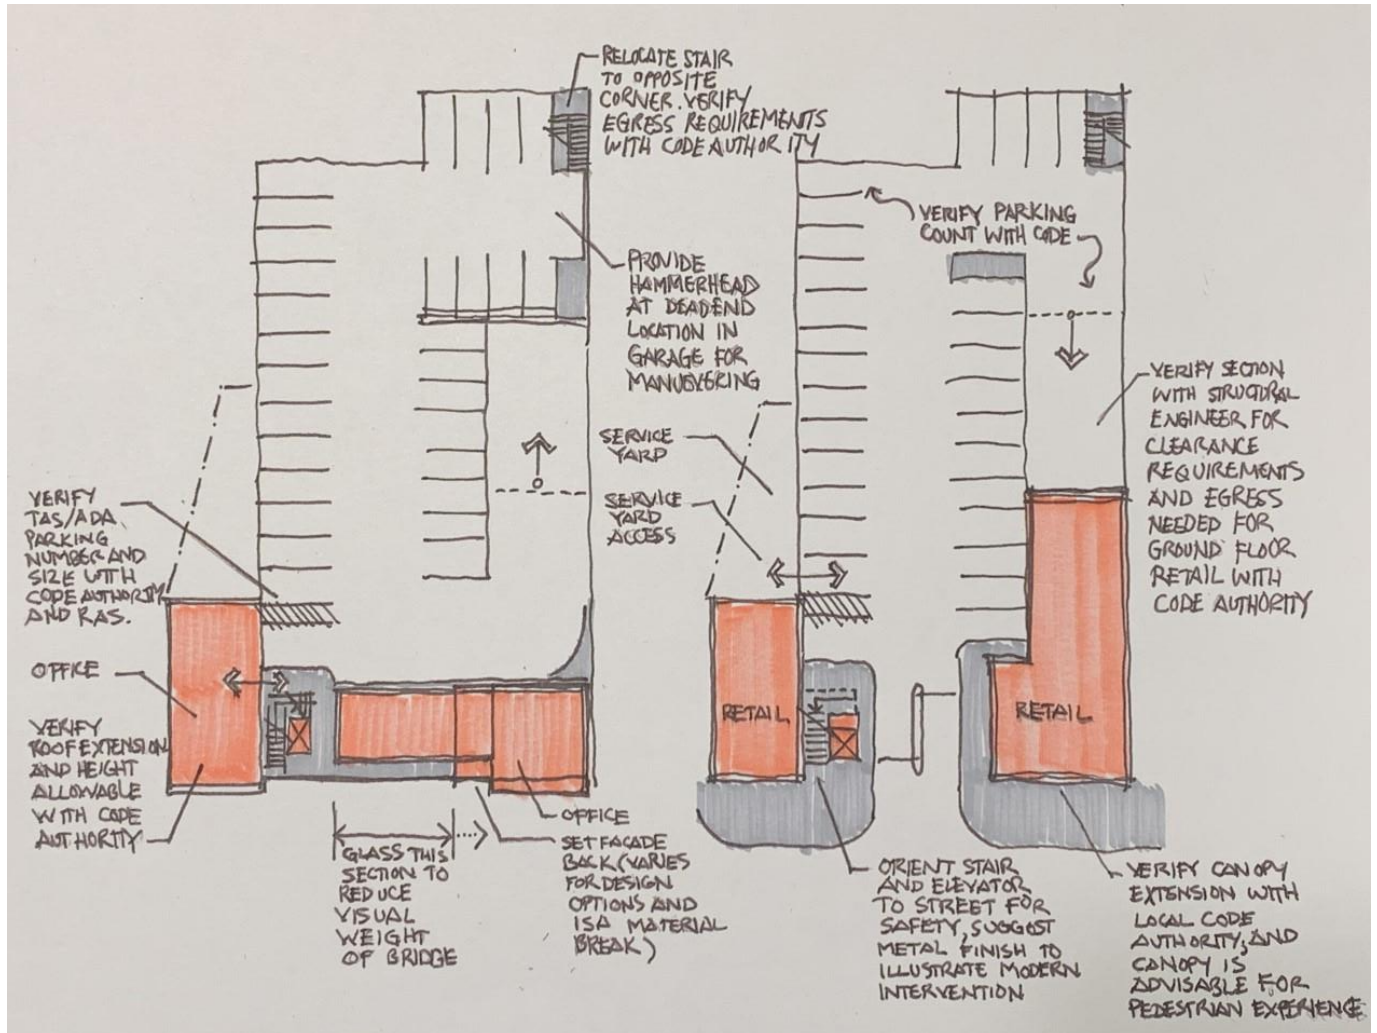 RELOCATE STAIR
TO OPPOSITE
CORNER. VERIFY
EGRESS REQUIREMENTS
WITH CODE AUTHORITY
VERIFY PARKING
COUNT WITH CODE
PROVIDE
HAMMERHEAD
AT DEADEND
LOCATION IN
GARAGE FOR
MANUEVERING
VERIFY SECTION
WITH STRUCTURAL
ENGINEER FOR
CLEARANCE
REQUIREMENTS
AND EGRESS
NEEDED FOR
GROUND FLOOR
RETAIL WITH
CODE AUTHORITY
SERVICE
YARD
SERVICE
YARD
ACCESS
VERIFY
TAS/ADA
PARKING
NUMBER AND
SIZE WITH
CODE AUTHORITY
AND RAS.
OFFICE
VERIFY
ROOF EXTENSION
AND HEIGHT
ALLOWABLE
WITH CODE
AUTHORITY
RETAIL
RETAIL
OFFICE
GLASS THIS
SECTION TO
REDUCE
VISUAL
WEIGHT
OF BRIDGE
SET FACADE
BACK (VARIES
FOR DESIGN
OPTIONS AND
IS A MATERIAL
BREAK)
ORIENT STAIR
AND ELEVATOR
TO STREET FOR
SAFETY, SUGGEST
METAL FINISH TO
ILLUSTRATE MODERN
INTERVENTION
VERIFY CANOPY
EXTENSION WITH
LOCAL CODE
AUTHORITY, AND
CANOPY IS
ADVISABLE FOR
PEDESTRIAN EXPERIENCE